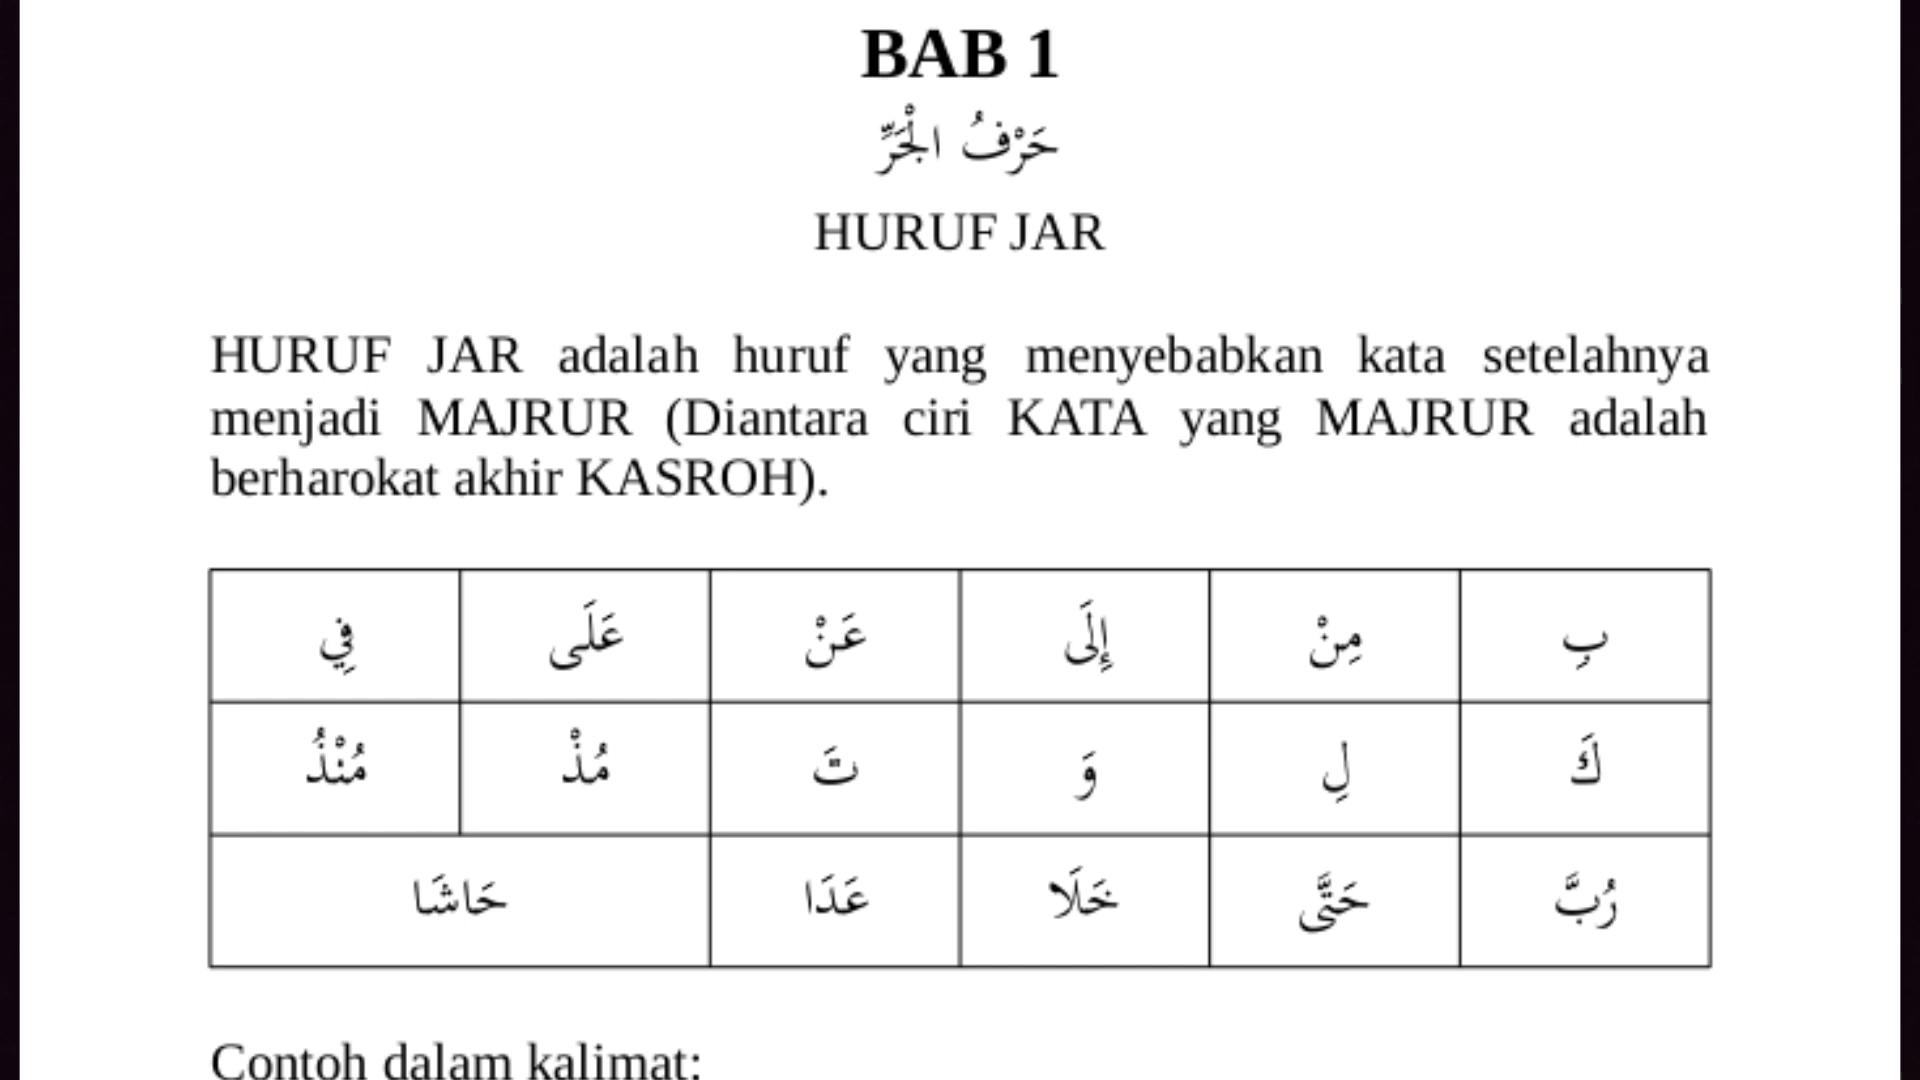 BAB 1
حَرْفُ الْجَرِّ
HURUF JAR
HURUF JAR adalah huruf yang menyebabkan kata setelahnya
menjadi MAJRUR (Diantara ciri KATA yang MAJRUR adalah
berharokat akhir KASROH).
بِ مِنْ إِلَى عَنْ عَلَى فِي
كَ لِ وَ تَ مُذْ مُنْذُ
رُبَّ حَتَّى خَلَا عَدَا حَاشَا
Contoh dalam kalimat: